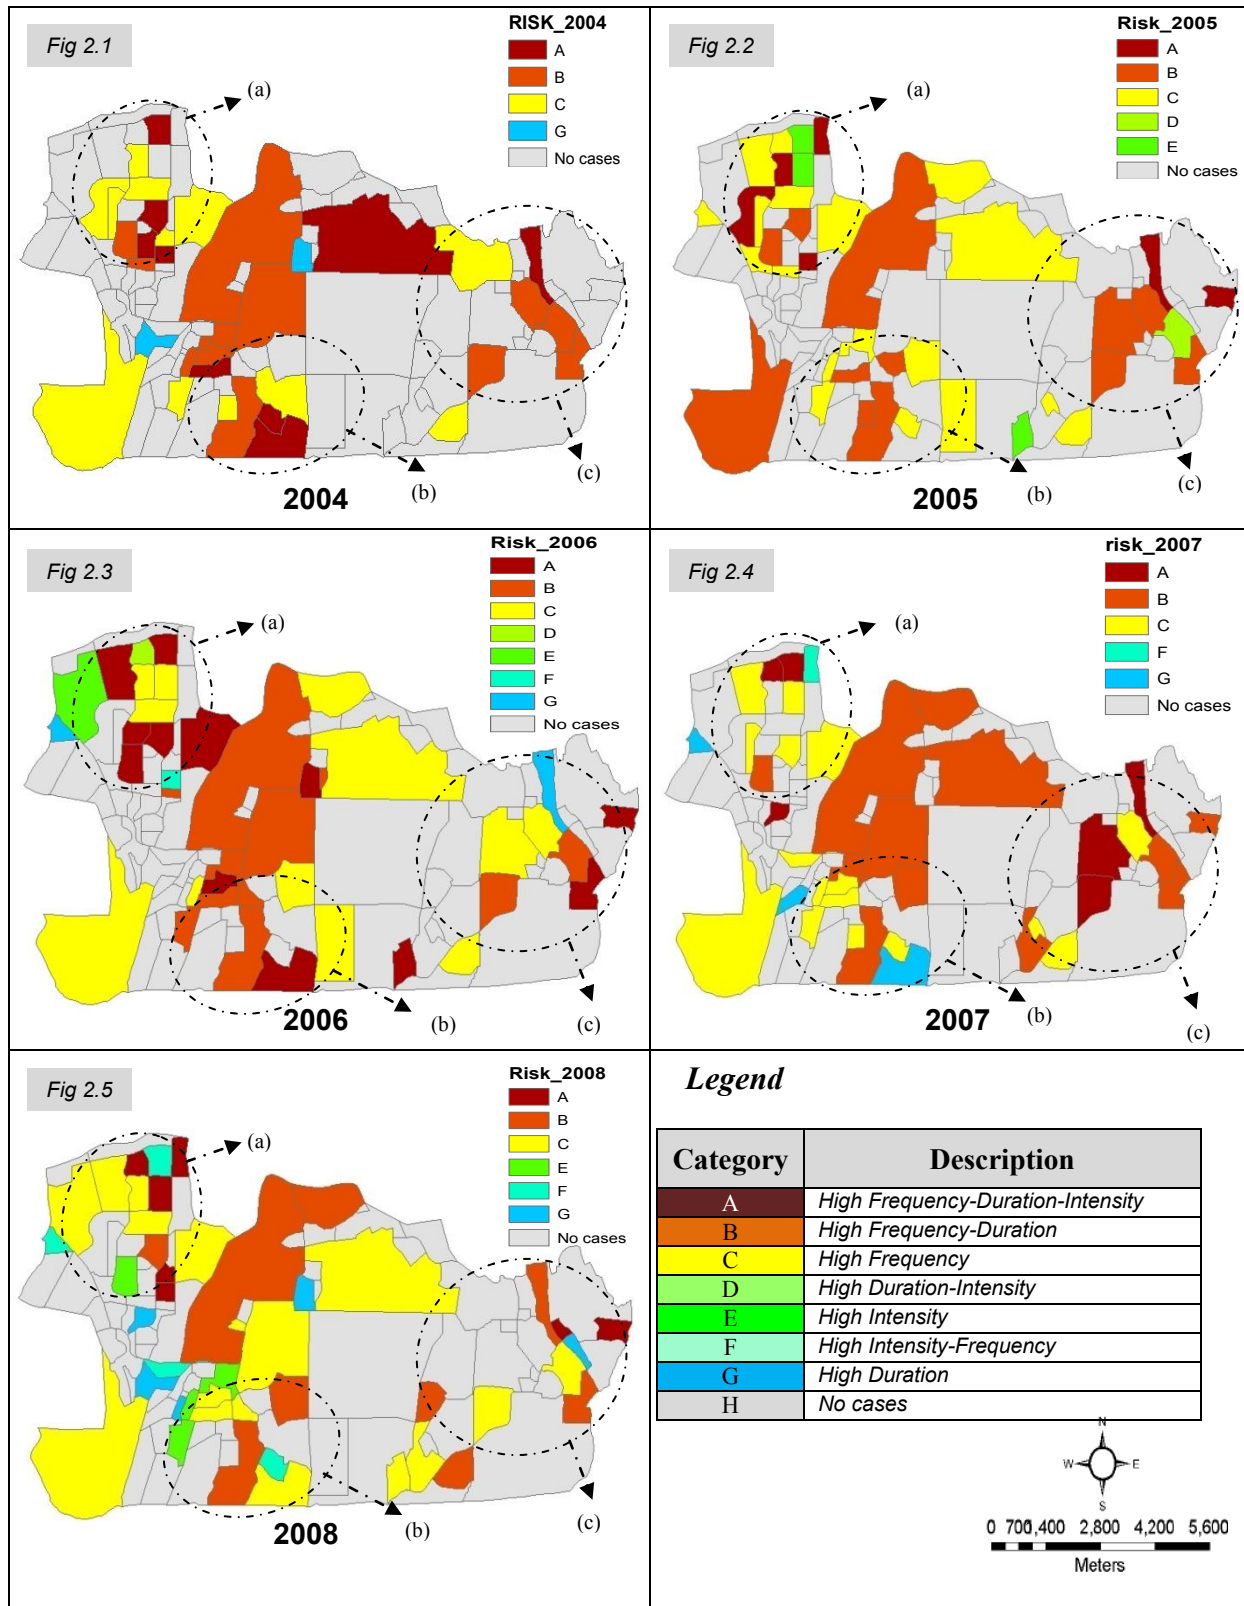 Fig 2.1
RISK_2004
A
B
C
G
No cases
(a)
(b)
(c)
2004
Fig 2.2
Risk_2005
A
B
C
D
E
No cases
(a)
(b)
(c)
2005
Fig 2.3
Risk_2006
A
B
C
D
E
F
G
No cases
(a)
(b)
(c)
2006
Fig 2.4
risk_2007
A
B
C
F
G
No cases
(a)
(b)
(c)
2007
Fig 2.5
Risk_2008
A
B
C
E
F
G
No cases
(a)
(b)
(c)
2008
Legend
Category Description
A High Frequency-Duration-Intensity
B High Frequency-Duration
C High Frequency
D High Duration-Intensity
E High Intensity
F High Intensity-Frequency
G High Duration
H No cases
N
W E
S
0 700 1,400 2,800 4,200 5,600
Meters